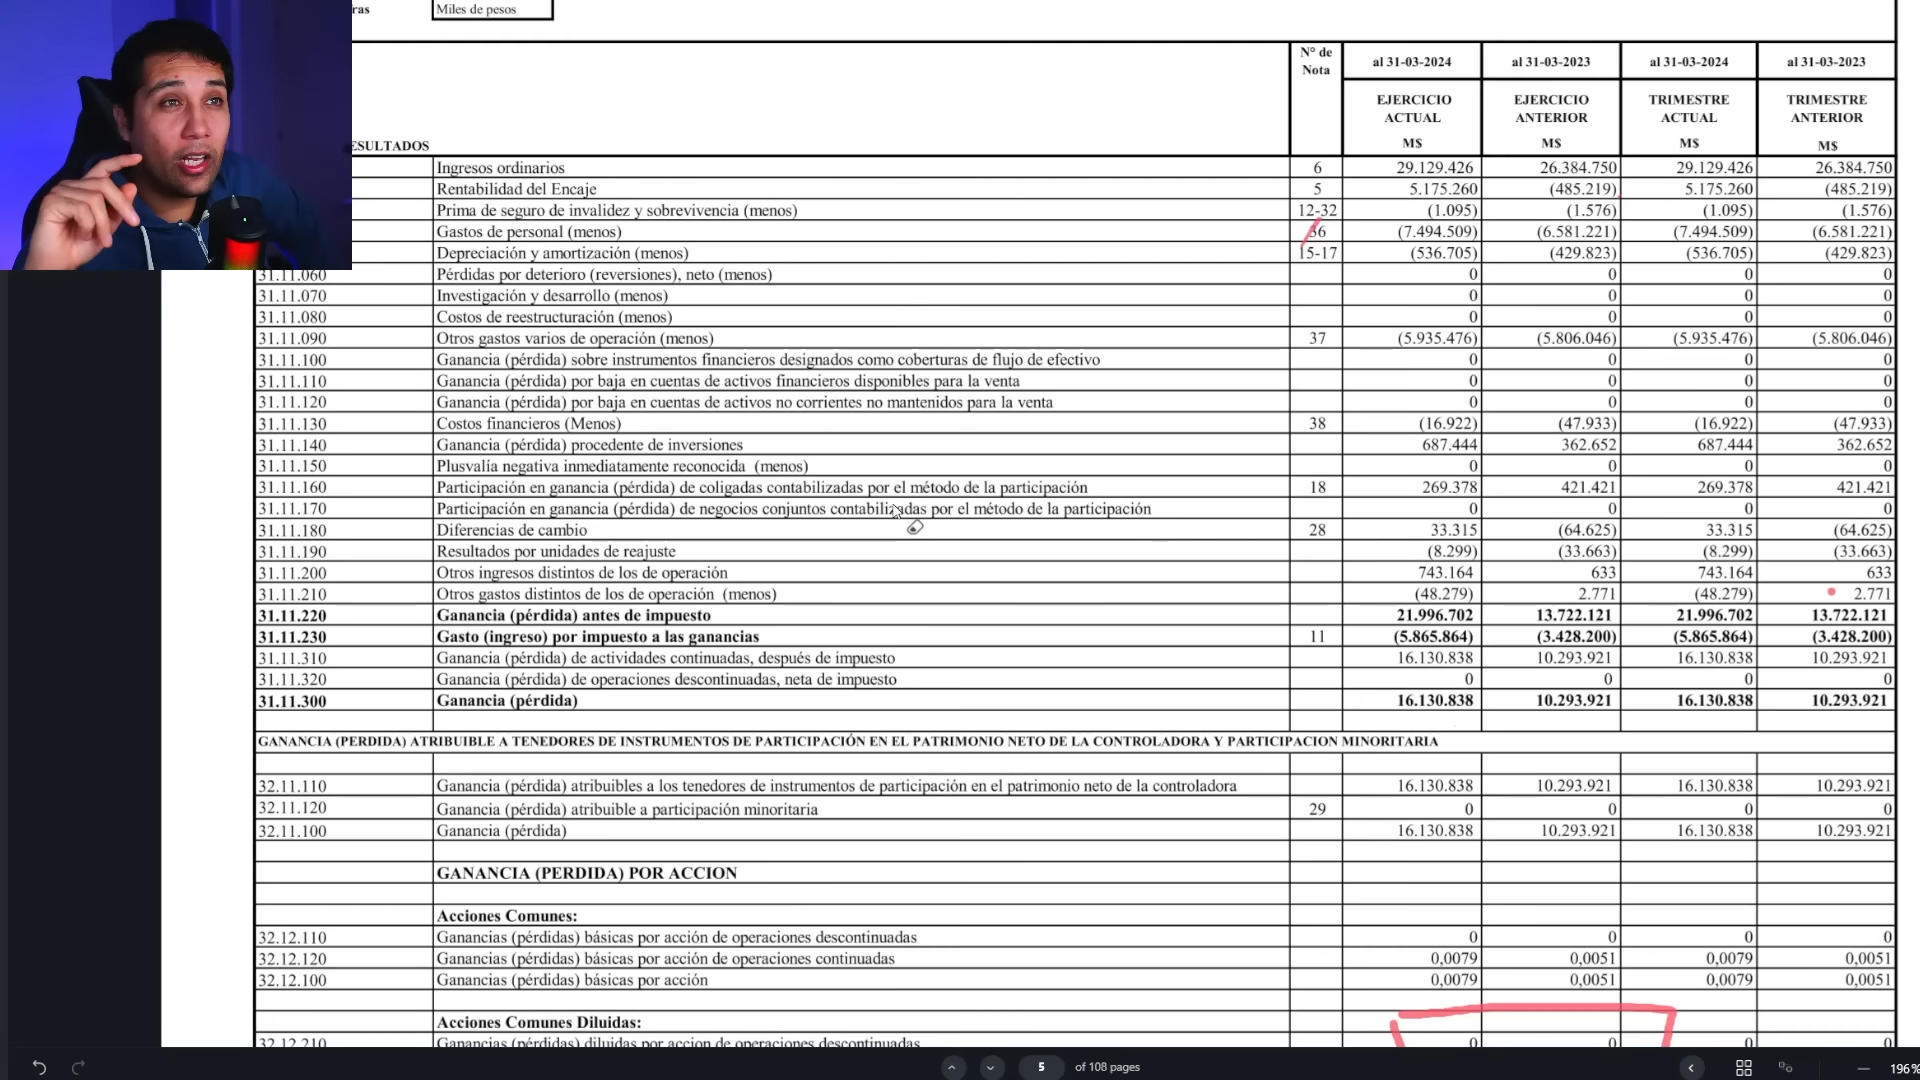 ras Miles de pesos
N° de Nota al 31-03-2024 al 31-03-2023 al 31-03-2024 al 31-03-2023
EJERCICIO ACTUAL EJERCICIO ANTERIOR TRIMESTRE ACTUAL TRIMESTRE ANTERIOR
ESULTADOS M$ M$ M$ M$
Ingresos ordinarios 6 29.129.426 26.384.750 29.129.426 26.384.750
Rentabilidad del Encaje 5 5.175.260 (485.219) 5.175.260 (485.219)
Prima de seguro de invalidez y sobrevivencia (menos) 12-32 (1.095) (1.576) (1.095) (1.576)
Gastos de personal (menos) 36 (7.494.509) (6.581.221) (7.494.509) (6.581.221)
Depreciación y amortización (menos) 15-17 (536.705) (429.823) (536.705) (429.823)
31.11.060 Pérdidas por deterioro (reversiones), neto (menos) 0 0 0 0
31.11.070 Investigación y desarrollo (menos) 0 0 0 0
31.11.080 Costos de reestructuración (menos) 0 0 0 0
31.11.090 Otros gastos varios de operación (menos) 37 (5.935.476) (5.806.046) (5.935.476) (5.806.046)
31.11.100 Ganancia (pérdida) sobre instrumentos financieros designados como coberturas de flujo de efectivo 0 0 0 0
31.11.110 Ganancia (pérdida) por baja en cuentas de activos financieros disponibles para la venta 0 0 0 0
31.11.120 Ganancia (pérdida) por baja en cuentas de activos no corrientes no mantenidos para la venta 0 0 0 0
31.11.130 Costos financieros (Menos) 38 (16.922) (47.933) (16.922) (47.933)
31.11.140 Ganancia (pérdida) procedente de inversiones 687.444 362.652 687.444 362.652
31.11.150 Plusvalía negativa inmediatamente reconocida (menos) 0 0 0 0
31.11.160 Participación en ganancia (pérdida) de coligadas contabilizadas por el método de la participación 18 269.378 421.421 269.378 421.421
31.11.170 Participación en ganancia (pérdida) de negocios conjuntos contabilizadas por el método de la participación 0 0 0 0
31.11.180 Diferencias de cambio 28 33.315 (64.625) 33.315 (64.625)
31.11.190 Resultados por unidades de reajuste (8.299) (33.663) (8.299) (33.663)
31.11.200 Otros ingresos distintos de los de operación 743.164 633 743.164 633
31.11.210 Otros gastos distintos de los de operación (menos) (48.279) 2.771 (48.279) 2.771
31.11.220 Ganancia (pérdida) antes de impuesto 21.996.702 13.722.121 21.996.702 13.722.121
31.11.230 Gasto (ingreso) por impuesto a las ganancias 11 (5.865.864) (3.428.200) (5.865.864) (3.428.200)
31.11.310 Ganancia (pérdida) de actividades continuadas, después de impuesto 16.130.838 10.293.921 16.130.838 10.293.921
31.11.320 Ganancia (pérdida) de operaciones descontinuadas, neta de impuesto 0 0 0 0
31.11.300 Ganancia (pérdida) 16.130.838 10.293.921 16.130.838 10.293.921
GANANCIA (PERDIDA) ATRIBUIBLE A TENEDORES DE INSTRUMENTOS DE PARTICIPACIÓN EN EL PATRIMONIO NETO DE LA CONTROLADORA Y PARTICIPACION MINORITARIA
32.11.110 Ganancia (pérdida) atribuibles a los tenedores de instrumentos de participación en el patrimonio neto de la controladora 16.130.838 10.293.921 16.130.838 10.293.921
32.11.120 Ganancia (pérdida) atribuible a participación minoritaria 29 0 0 0 0
32.11.100 Ganancia (pérdida) 16.130.838 10.293.921 16.130.838 10.293.921
GANANCIA (PERDIDA) POR ACCION
Acciones Comunes:
32.12.110 Ganancias (pérdidas) básicas por acción de operaciones descontinuadas 0 0 0 0
32.12.120 Ganancias (pérdidas) básicas por acción de operaciones continuadas 0,0079 0,0051 0,0079 0,0051
32.12.100 Ganancias (pérdidas) básicas por acción 0,0079 0,0051 0,0079 0,0051
Acciones Comunes Diluidas:
32.12.210 Ganancias (pérdidas) diluidas por accion de operaciones descontinuadas 0 0 0 0
5 of 108 pages 196%